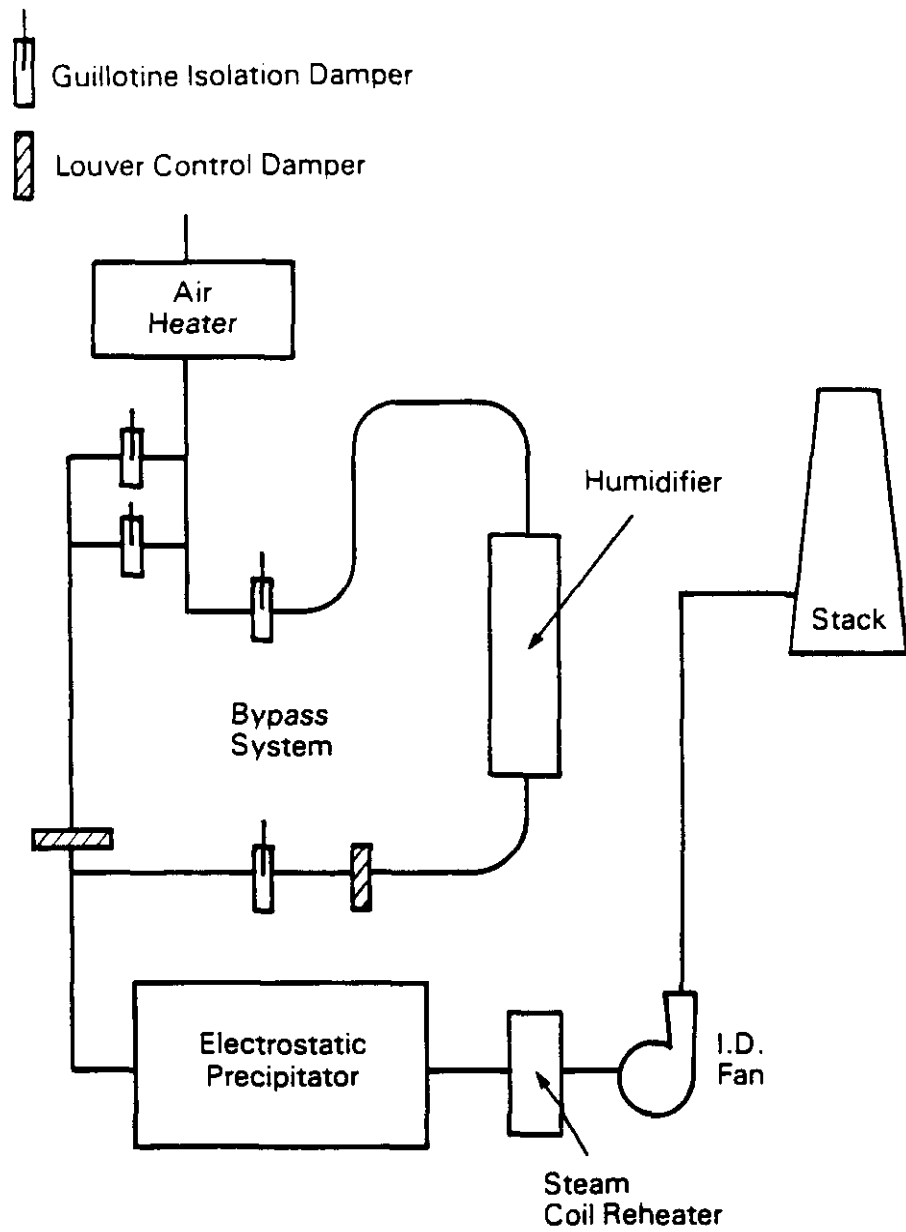 Guillotine Isolation Damper
Louver Control Damper
Air
Heater
Humidifier
Stack
Bypass
System
Electrostatic
Precipitator
I.D.
Fan
Steam
Coil Reheater